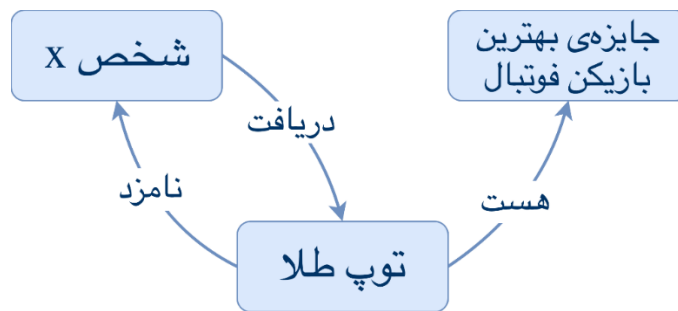 جایزه‌ی بهترین
بازیکن فوتبال
شخص x
دریافت
نامزد
هست
توپ طلا